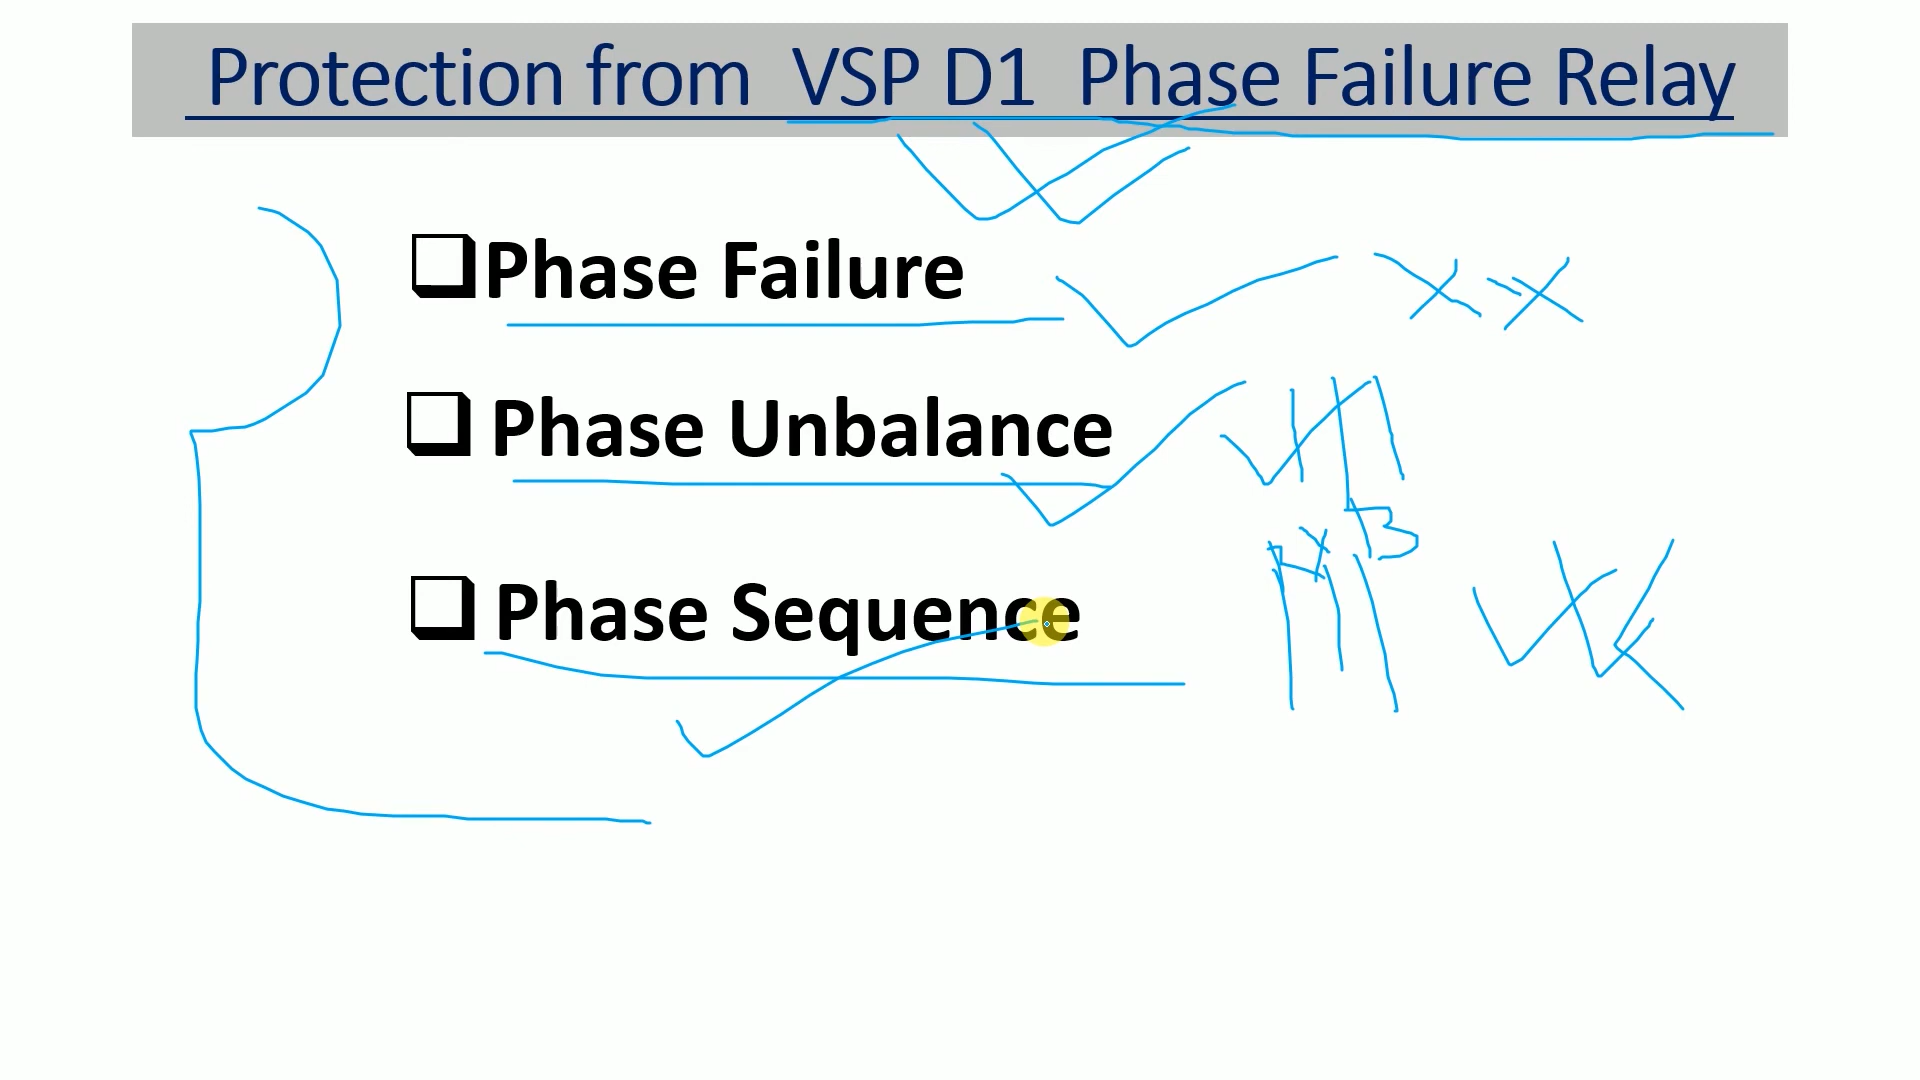 Protection from VSP D1 Phase Failure Relay
Phase Failure
Phase Unbalance
Phase Sequence
R Y B